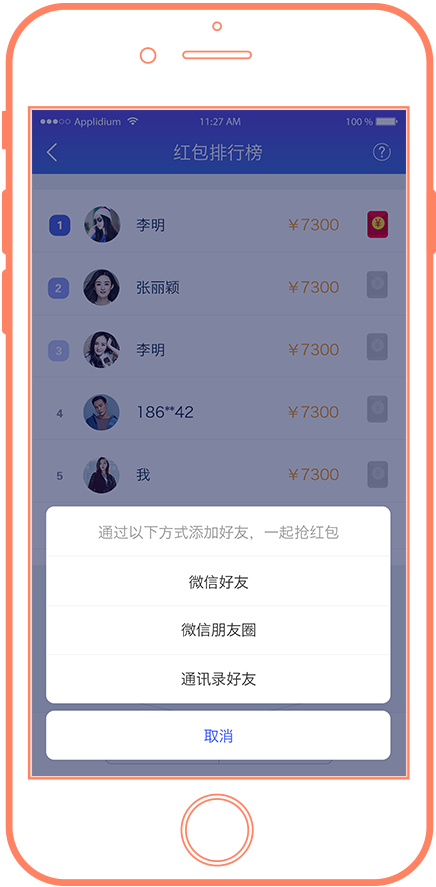 Applidium 11:27 AM 100 %
红包排行榜 ?
1 李明 ￥7300 ¥
2 张丽颖 ￥7300
3 李明 ￥7300
4 186**42 ￥7300
5 我 ￥7300
通过以下方式添加好友，一起抢红包
微信好友
微信朋友圈
通讯录好友
取消